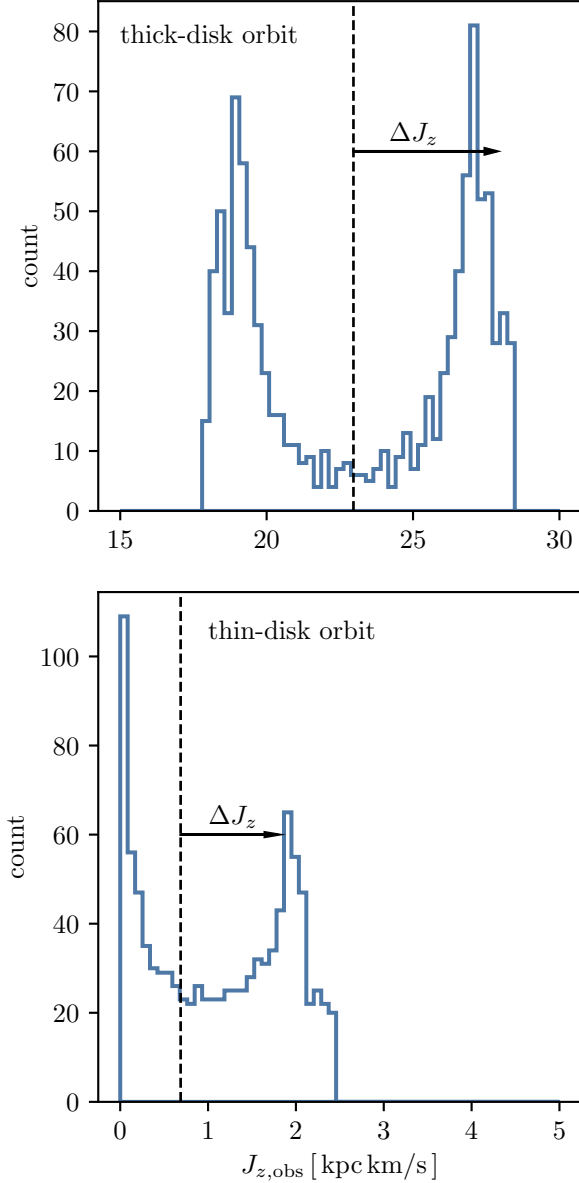 80
thick-disk orbit
70
ΔJ_z
60
50
count
40
30
20
10
0
15 20 25 30
thin-disk orbit
100
80
ΔJ_z
60
count
40
20
0
0 1 2 3 4 5
J_z,obs [kpc km/s]